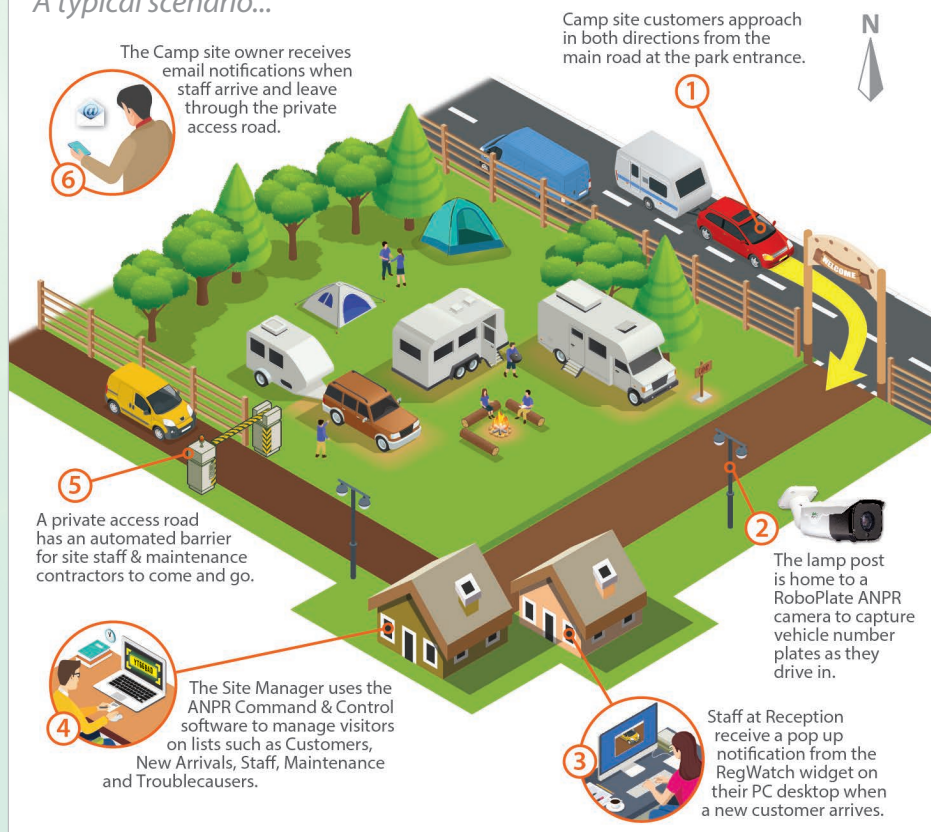 A typical scenario...
Camp site customers approach
in both directions from the
main road at the park entrance.
N
1
The Camp site owner receives
email notifications when
staff arrive and leave
through the private
access road.
@
6
WELCOME
5
A private access road
has an automated barrier
for site staff & maintenance
contractors to come and go.
2
The lamp post
is home to a
RoboPlate ANPR
camera to capture
vehicle number
plates as they
drive in.
4
The Site Manager uses the
ANPR Command & Control
software to manage visitors
on lists such as Customers,
New Arrivals, Staff, Maintenance
and Troublecausers.
3
Staff at Reception
receive a pop up
notification from the
RegWatch widget on
their PC desktop when
a new customer arrives.